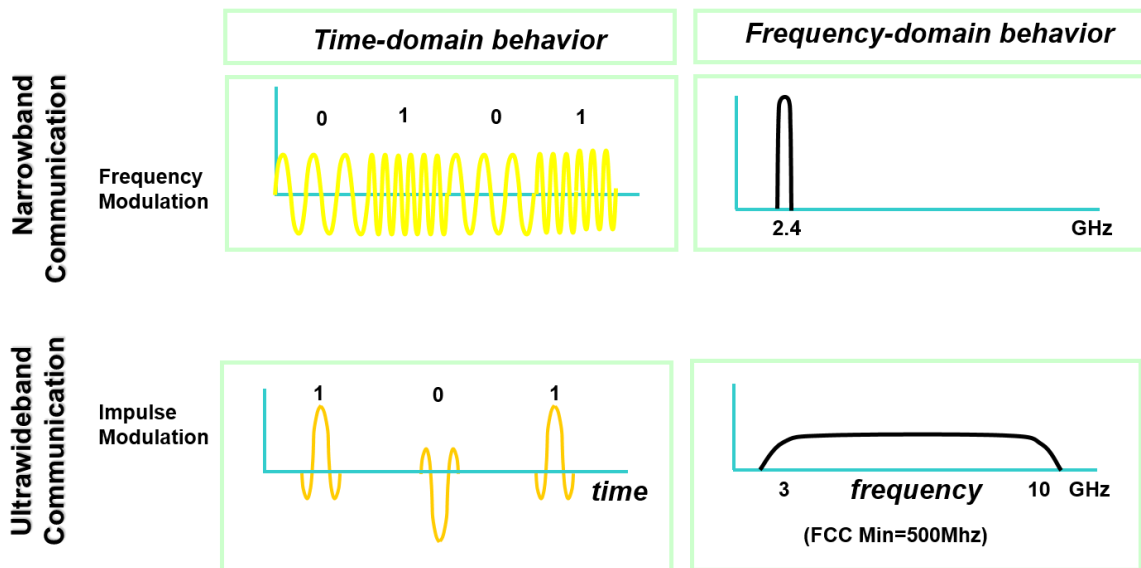 Time-domain behavior
Frequency-domain behavior
Narrowband
Communication
Frequency
Modulation
0 1 0 1
2.4 GHz
Ultrawideband
Communication
Impulse
Modulation
1 0 1
time
3 frequency 10 GHz
(FCC Min=500Mhz)